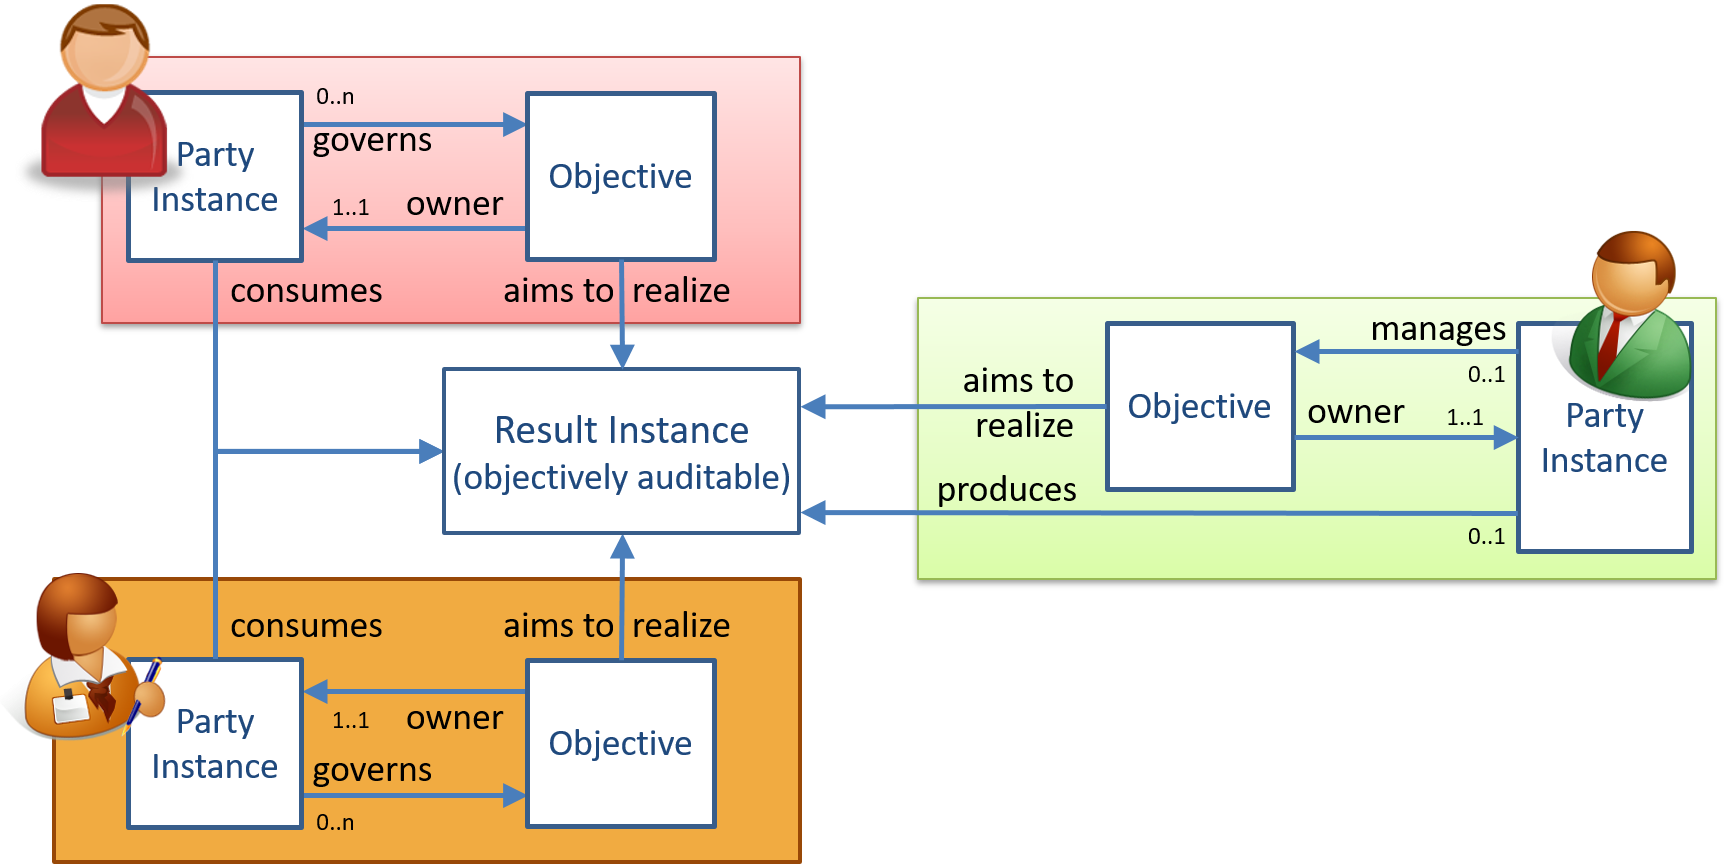 0..n
governs
Party
Instance
Objective
1..1 owner
consumes
aims to realize
manages
0..1
aims to
realize
Objective
owner 1..1
Party
Instance
Result Instance
(objectively auditable)
produces
0..1
consumes
aims to realize
Party
Instance
1..1 owner
Objective
governs
0..n